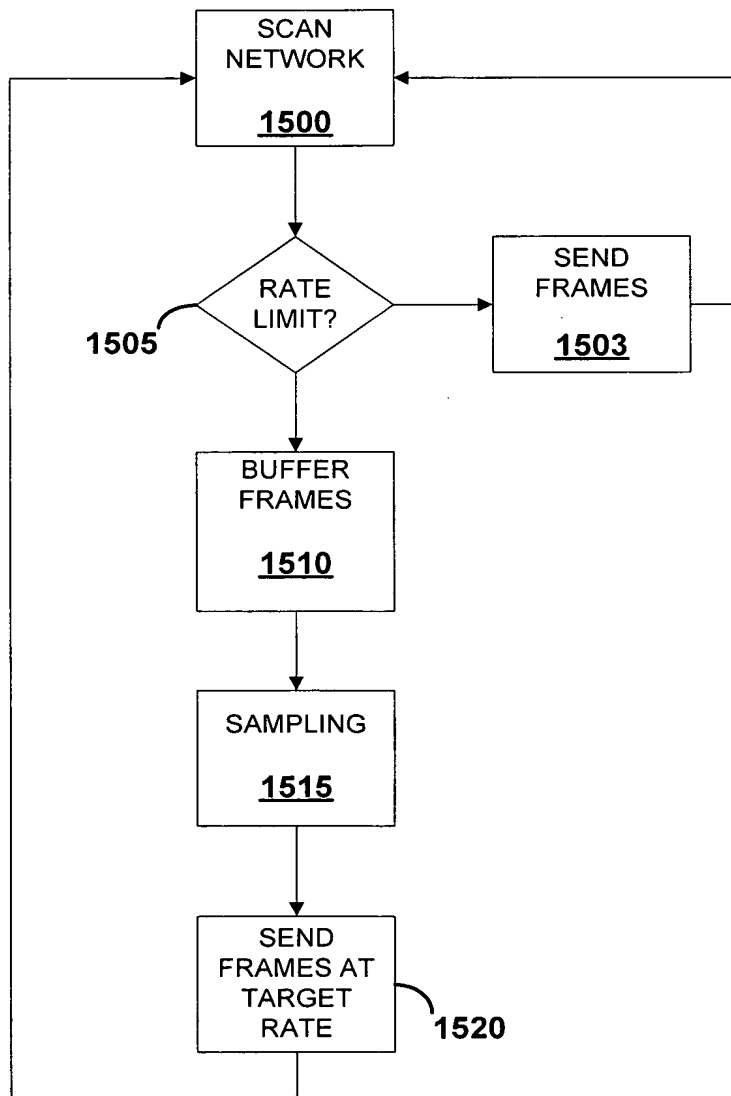 SCAN
NETWORK
1500
RATE
LIMIT?
1505
SEND
FRAMES
1503
BUFFER
FRAMES
1510
SAMPLING
1515
SEND
FRAMES AT
TARGET
RATE
1520